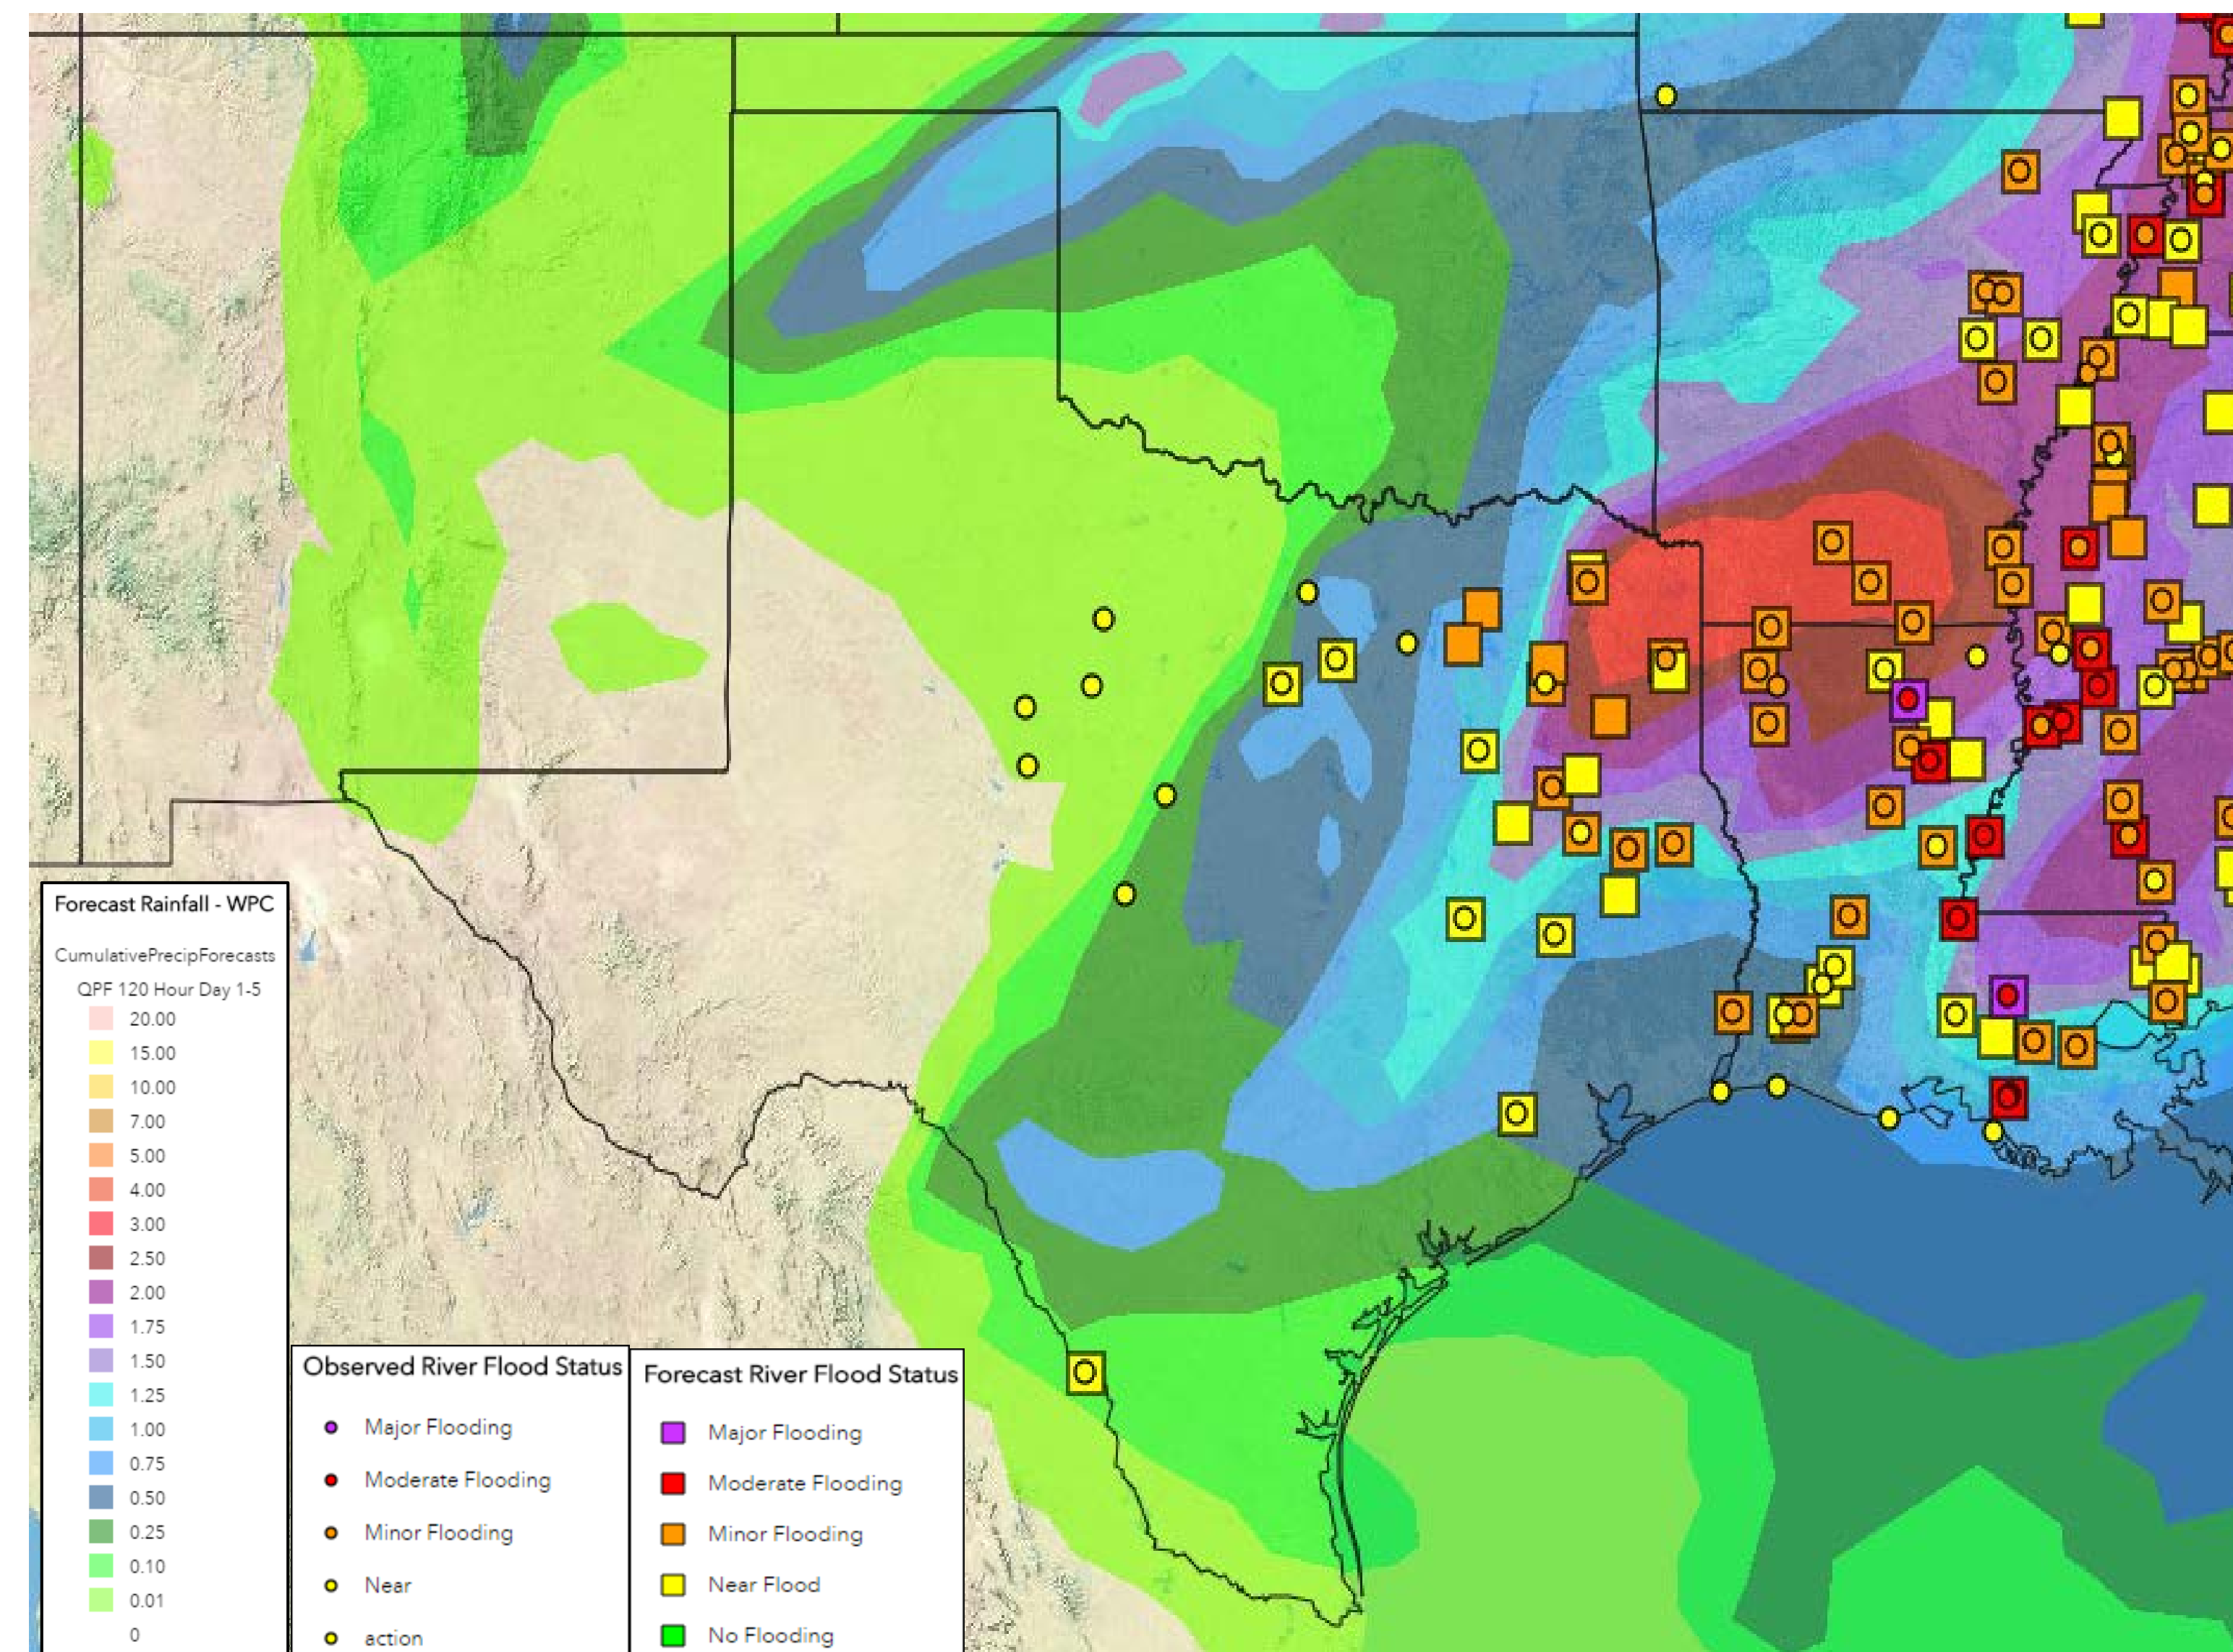 Forecast Rainfall - WPC
CumulativePrecipForecasts
QPF 120 Hour Day 1-5
20.00
15.00
10.00
7.00
5.00
4.00
3.00
2.50
2.00
1.75
1.50
1.25
1.00
0.75
0.50
0.25
0.10
0.01
0
Observed River Flood Status
Major Flooding
Moderate Flooding
Minor Flooding
Near
action
Forecast River Flood Status
Major Flooding
Moderate Flooding
Minor Flooding
Near Flood
No Flooding